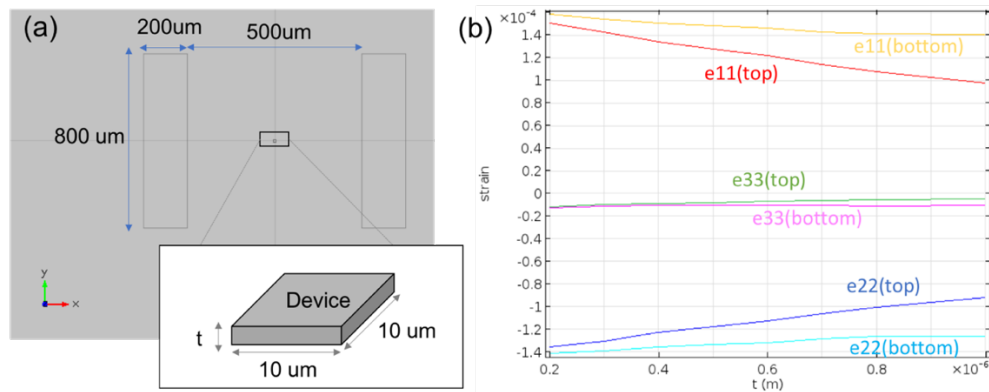 (a)
200um
500um
800 um
y
x
Device
t
10 um
10 um
(b)
×10⁻⁴
1.4
1.2
1
0.8
0.6
0.4
0.2
0
-0.2
-0.4
-0.6
-0.8
-1
-1.2
-1.4
strain
e11(bottom)
e11(top)
e33(top)
e33(bottom)
e22(top)
e22(bottom)
0.2 0.4 0.6 0.8 ×10⁻⁶
t (m)